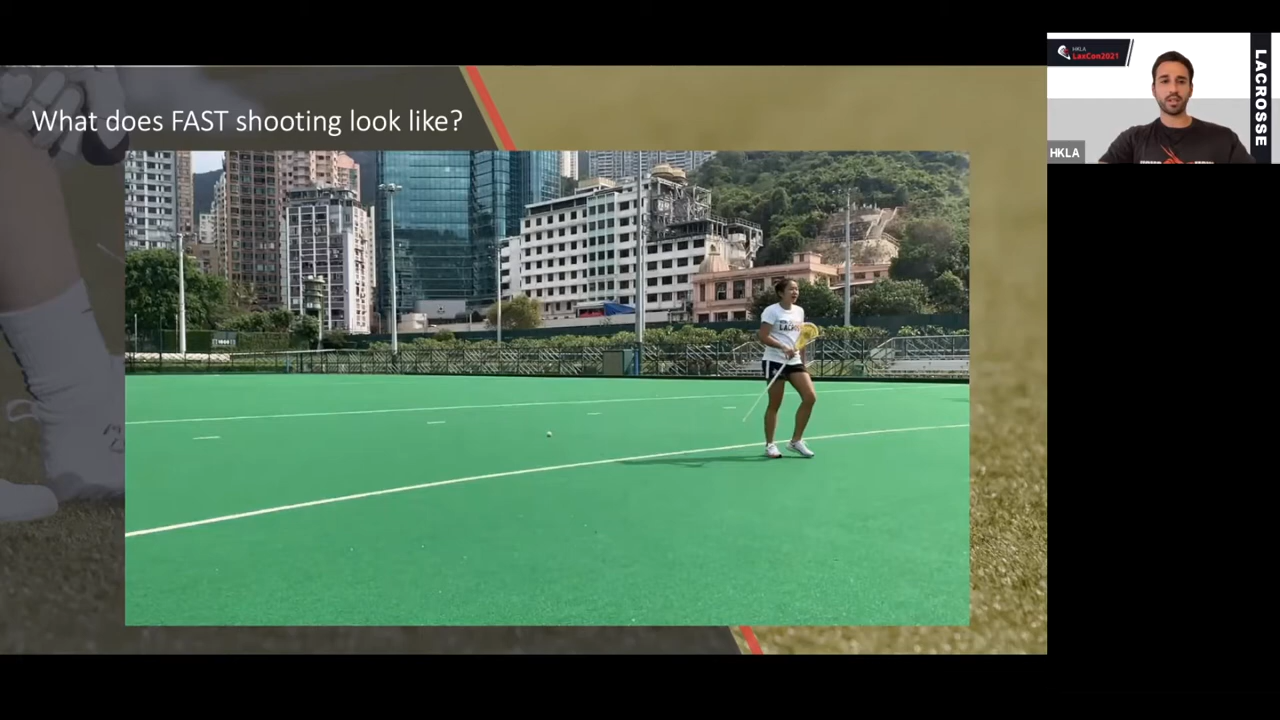 What does FAST shooting look like?
HKLA
LaxCon2021
LACROSSE
HKLA